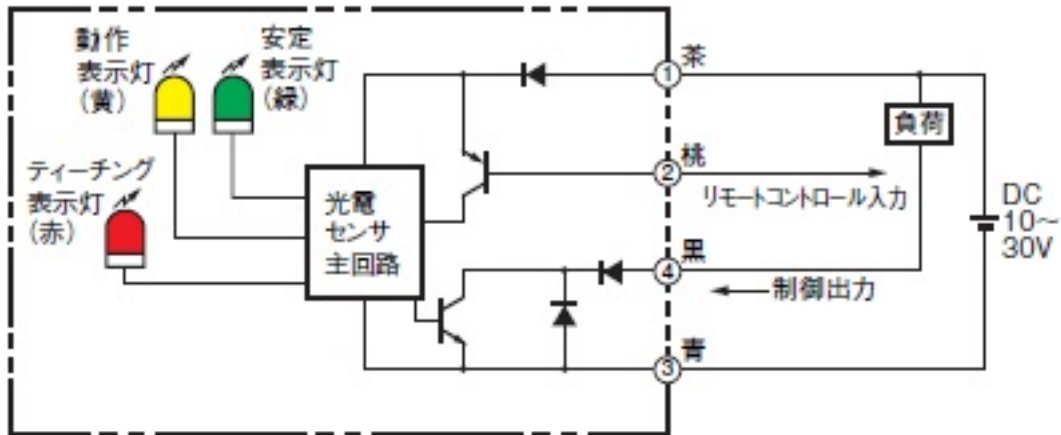 動作
表示灯
(黄)
安定
表示灯
(緑)
ティーチング
表示灯
(赤)
光電
センサ
主回路
① 茶
負荷
② 桃
リモートコントロール入力
DC
10～
30V
④ 黒
制御出力
③ 青